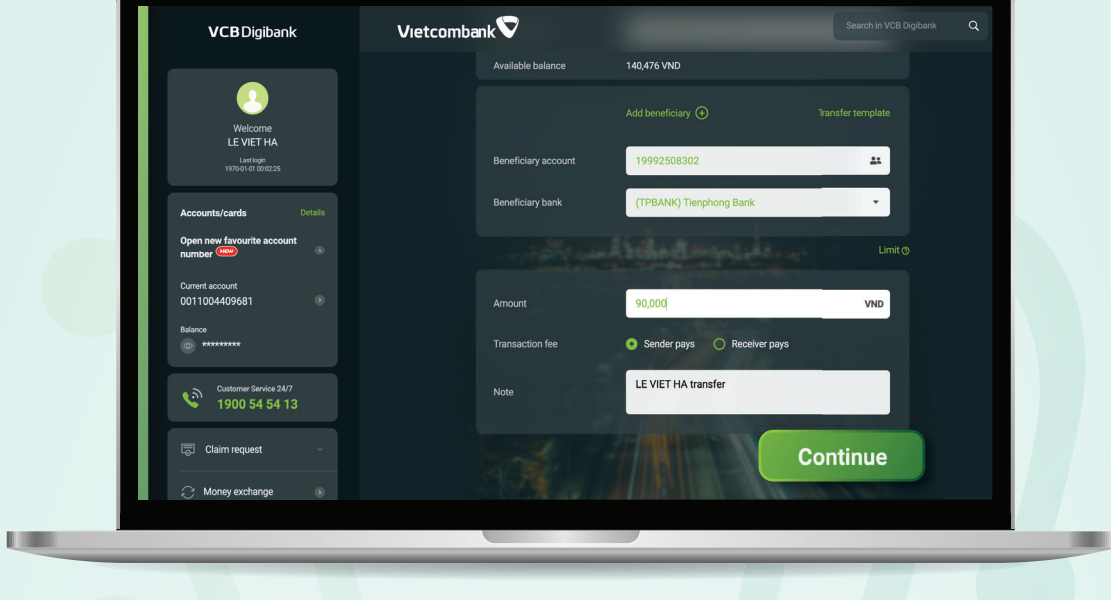 VCB Digibank
Vietcombank
Search in VCB Digibank
Welcome
LE VIET HA
Last login
1970-01-01 00:02:25
Accounts/cards
Details
Open new favourite account
number NEW
Current account
0011004409681
Balance
*********
Customer Service 24/7
1900 54 54 13
Claim request
Money exchange
Available balance
140,476 VND
Add beneficiary
Transfer template
Beneficiary account
19992508302
Beneficiary bank
(TPBANK) Tienphong Bank
Limit
Amount
90,000
VND
Transaction fee
Sender pays
Receiver pays
Note
LE VIET HA transfer
Continue